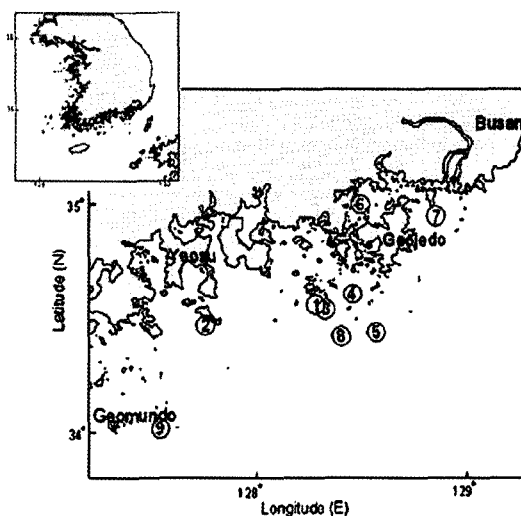 Busan
35°
Latitude (N)
6
7
Geojedo
Yeosu
4
1
3
2
8
5
Geomundo
34°
9
128°
129°
Longitude (E)